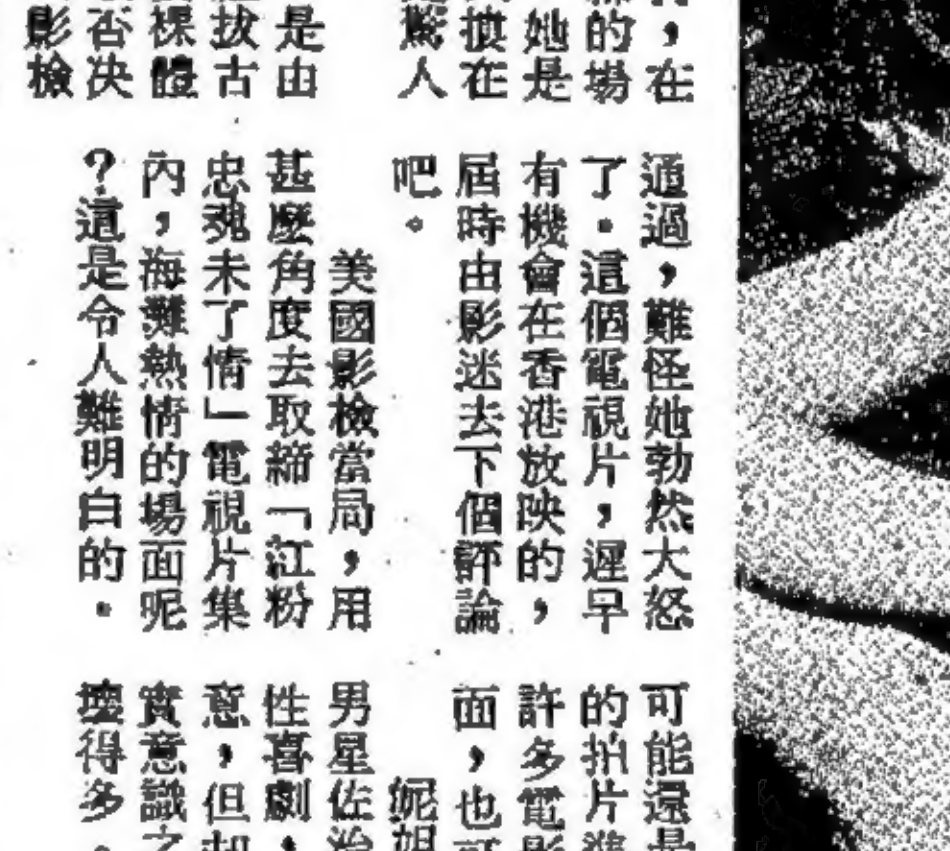 ，在
的場
她是
損在
驚人
是由
拔古
裸體
否决
影檢
通過，難怪她勃然大怒
了．這個電視片，遲早
有機會在香港放映的，
屆時由影迷去下個評論
吧。
美國影檢當局，用
甚麼角度去取締「江粉
忠魂未了情」電視片集
內，海灘熱情的場面呢
？這是令人難明白的．
可能還是
的拍片準
許多電影
面，也可
妮妲
男星佐治
性喜劇，
意，但却
實意識之
壞得多。